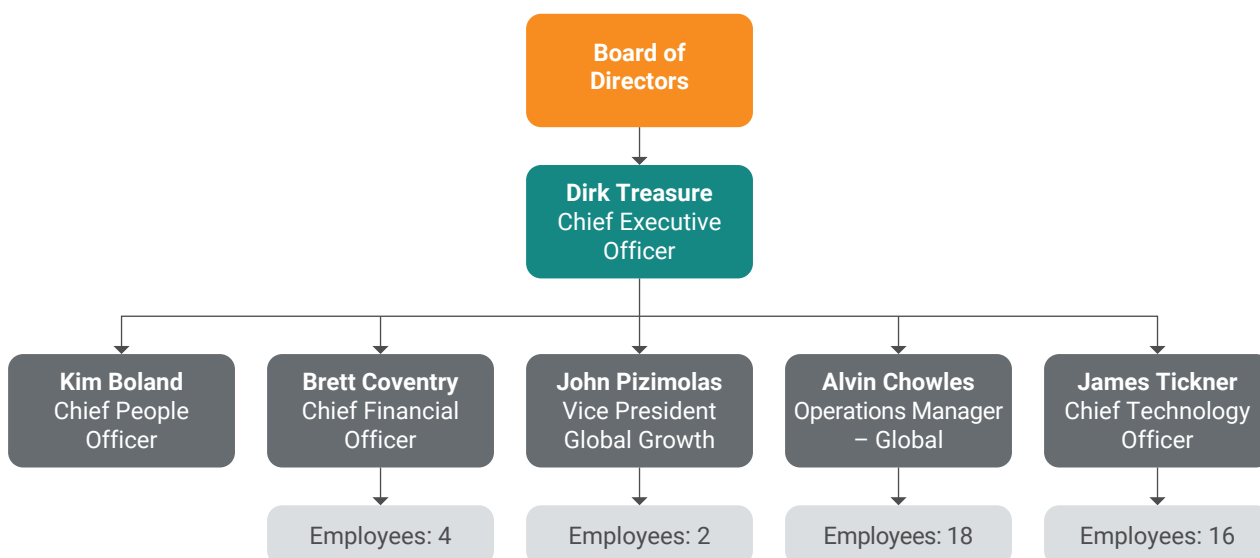 Board of
Directors
Dirk Treasure
Chief Executive
Officer
Kim Boland
Chief People
Officer
Brett Coventry
Chief Financial
Officer
John Pizimolas
Vice President
Global Growth
Alvin Chowles
Operations Manager
– Global
James Tickner
Chief Technology
Officer
Employees: 4
Employees: 2
Employees: 18
Employees: 16